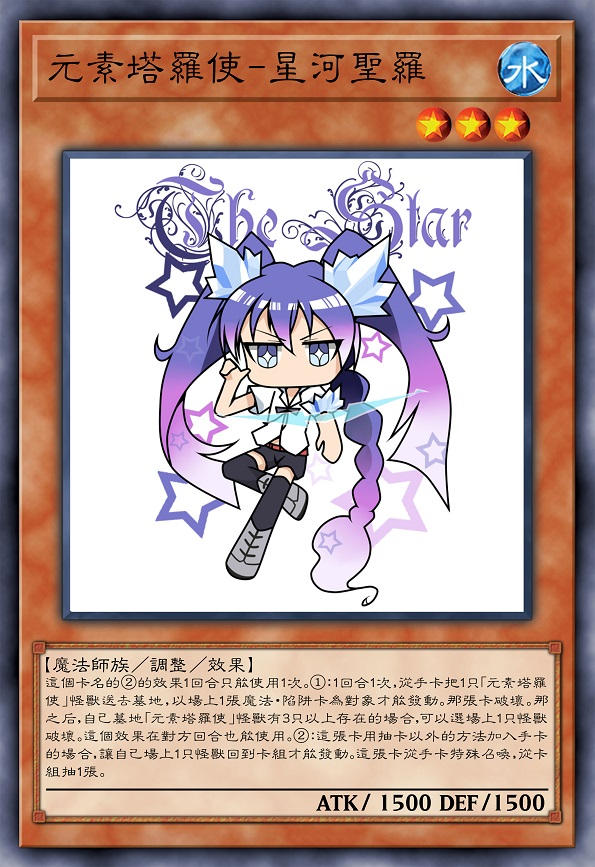 元素塔羅使-星河聖羅
水
The Star
【魔法師族／調整／效果】
這個卡名的②的效果1回合只能使用1次。①:1回合1次,從手卡把1只「元素塔羅
使」怪獸送去墓地,以場上1張魔法·陷阱卡為對象才能發動。那張卡破壞。那
之后,自己墓地「元素塔羅使」怪獸有3只以上存在的場合,可以選場上1只怪獸
破壞。這個效果在對方回合也能使用。②:這張卡用抽卡以外的方法加入手卡
的場合,讓自己場上1只怪獸回到卡組才能發動。這張卡從手卡特殊召喚,從卡
組抽1張。
ATK/ 1500 DEF/1500